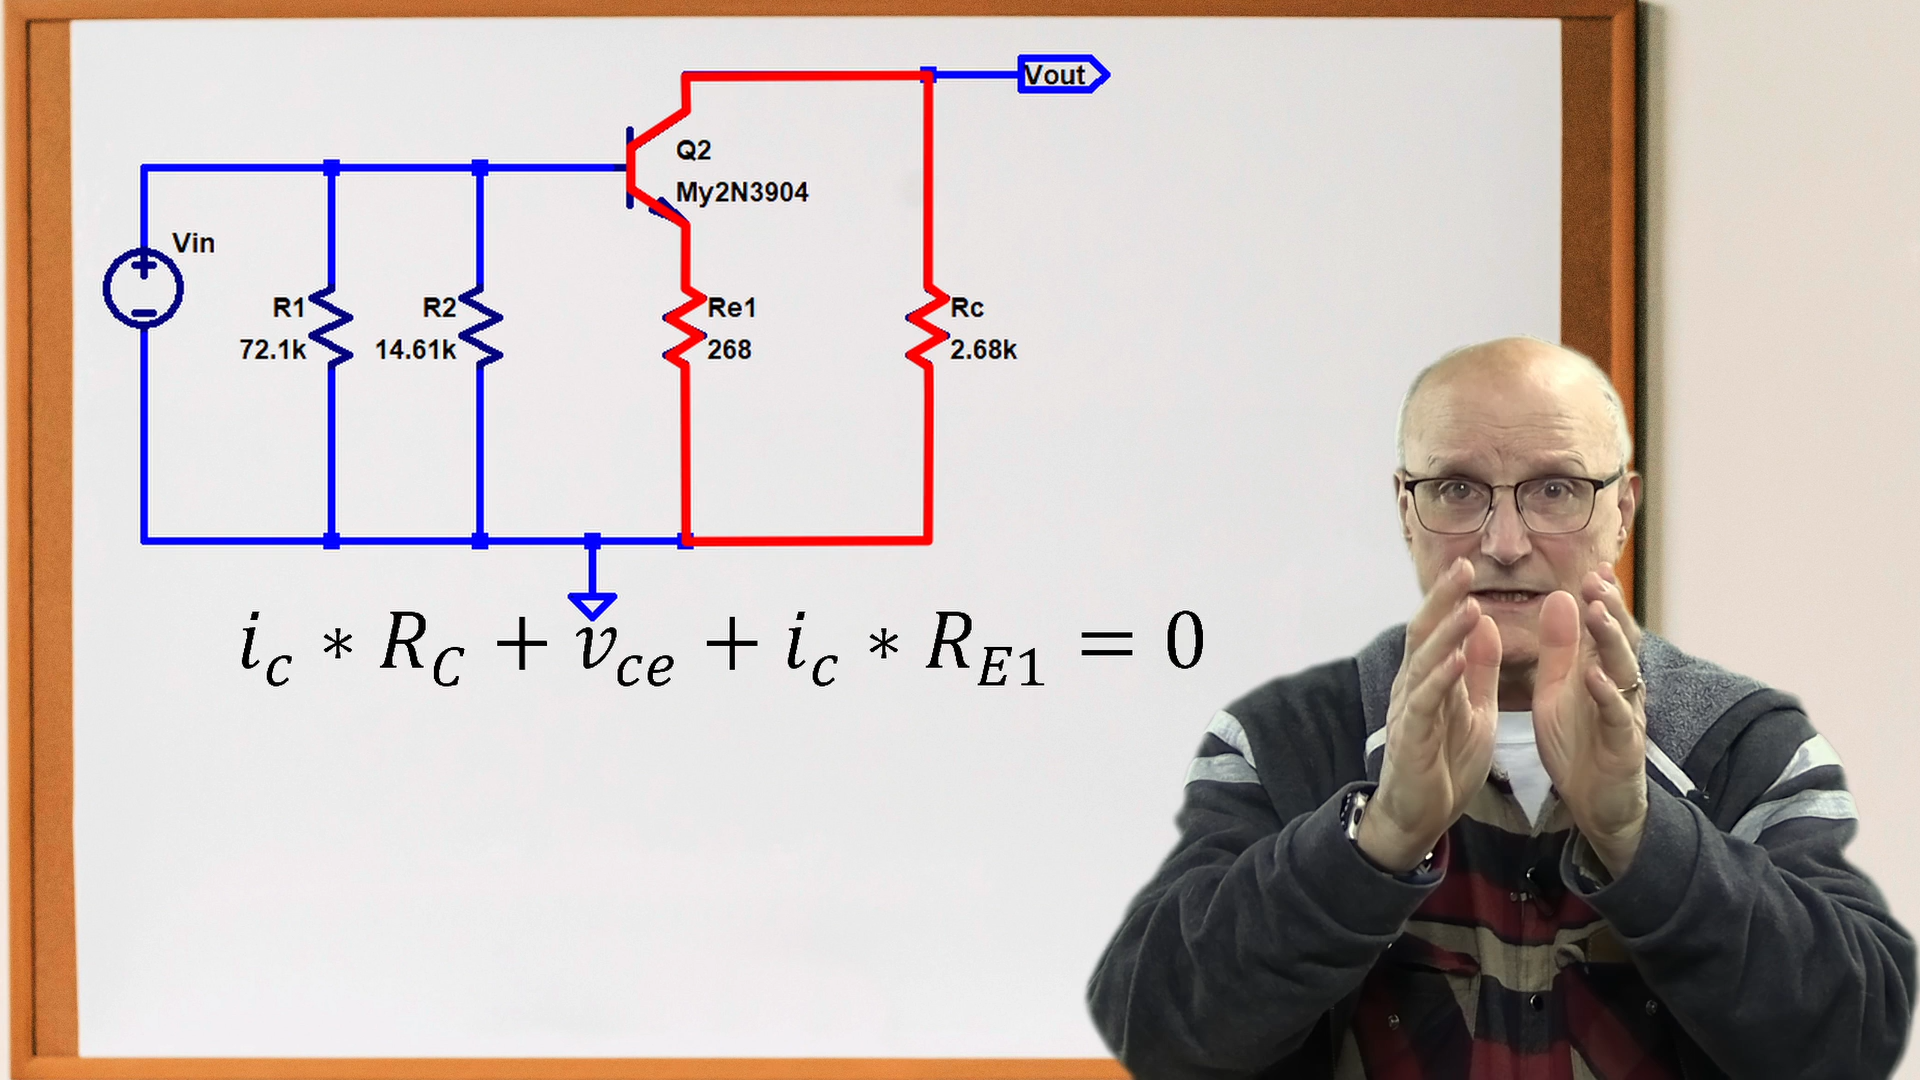 Vout
Q2
My2N3904
Vin
R1
72.1k
R2
14.61k
Re1
268
Rc
2.68k
i_c * R_C + v_ce + i_c * R_E1 = 0